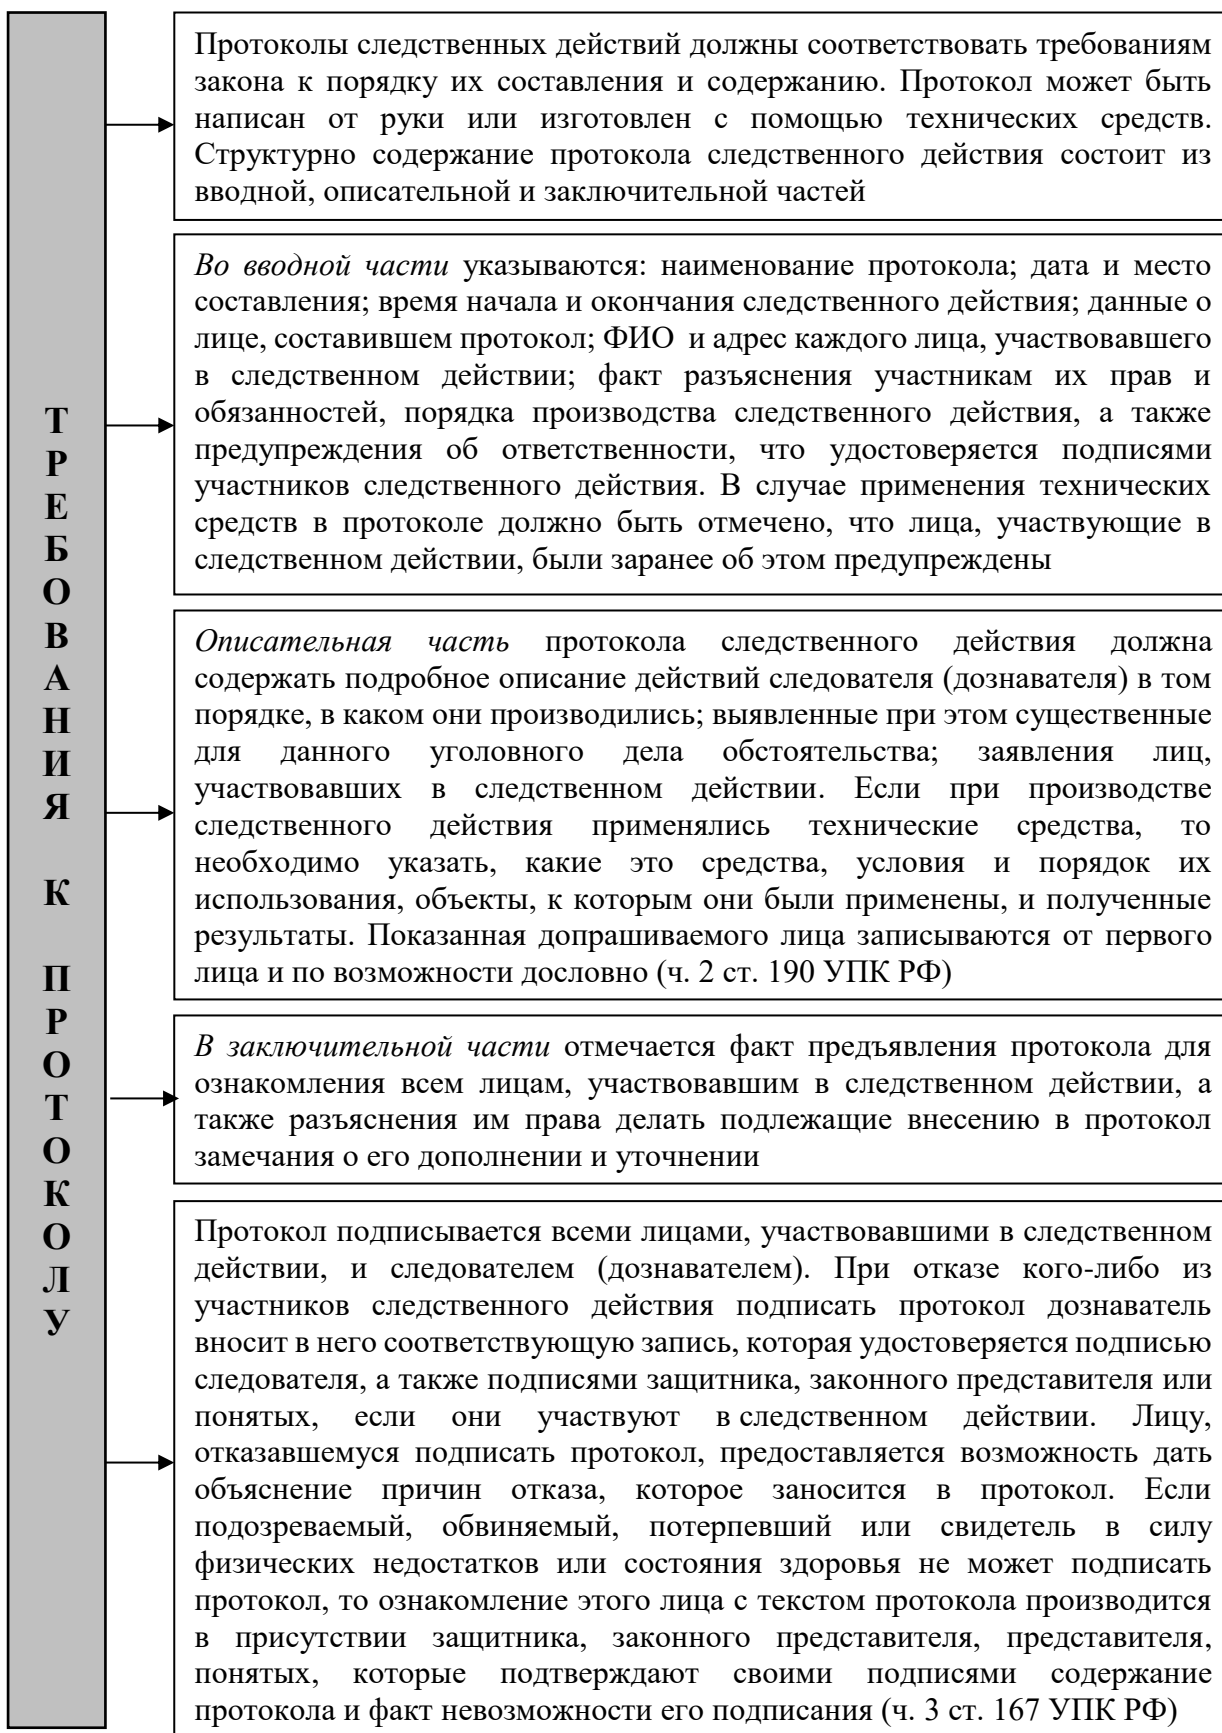 ТРЕБОВАНИЯ К ПРОТОКОЛУ
Протоколы следственных действий должны соответствовать требованиям
закона к порядку их составления и содержанию. Протокол может быть
написан от руки или изготовлен с помощью технических средств.
Структурно содержание протокола следственного действия состоит из
вводной, описательной и заключительной частей
Во вводной части указываются: наименование протокола; дата и место
составления; время начала и окончания следственного действия; данные о
лице, составившем протокол; ФИО и адрес каждого лица, участвовавшего
в следственном действии; факт разъяснения участникам их прав и
обязанностей, порядка производства следственного действия, а также
предупреждения об ответственности, что удостоверяется подписями
участников следственного действия. В случае применения технических
средств в протоколе должно быть отмечено, что лица, участвующие в
следственном действии, были заранее об этом предупреждены
Описательная часть протокола следственного действия должна
содержать подробное описание действий следователя (дознавателя) в том
порядке, в каком они производились; выявленные при этом существенные
для данного уголовного дела обстоятельства; заявления лиц,
участвовавших в следственном действии. Если при производстве
следственного действия применялись технические средства, то
необходимо указать, какие это средства, условия и порядок их
использования, объекты, к которым они были применены, и полученные
результаты. Показанная допрашиваемого лица записываются от первого
лица и по возможности дословно (ч. 2 ст. 190 УПК РФ)
В заключительной части отмечается факт предъявления протокола для
ознакомления всем лицам, участвовавшим в следственном действии, а
также разъяснения им права делать подлежащие внесению в протокол
замечания о его дополнении и уточнении
Протокол подписывается всеми лицами, участвовавшими в следственном
действии, и следователем (дознавателем). При отказе кого-либо из
участников следственного действия подписать протокол дознаватель
вносит в него соответствующую запись, которая удостоверяется подписью
следователя, а также подписями защитника, законного представителя или
понятых, если они участвуют в следственном действии. Лицу,
отказавшемуся подписать протокол, предоставляется возможность дать
объяснение причин отказа, которое заносится в протокол. Если
подозреваемый, обвиняемый, потерпевший или свидетель в силу
физических недостатков или состояния здоровья не может подписать
протокол, то ознакомление этого лица с текстом протокола производится
в присутствии защитника, законного представителя, представителя,
понятых, которые подтверждают своими подписями содержание
протокола и факт невозможности его подписания (ч. 3 ст. 167 УПК РФ)